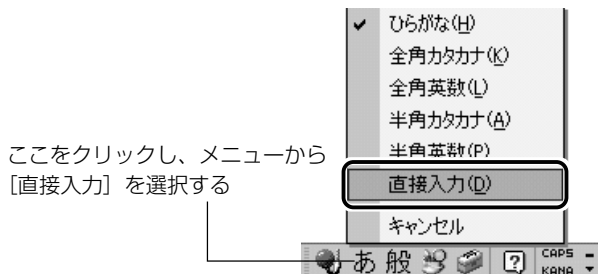 ひらがな(H)
全角カタカナ(K)
全角英数(L)
半角カタカナ(A)
半角英数(P)
ここをクリックし、メニューから
［直接入力］を選択する
直接入力(D)
キャンセル
あ 般 ? CAPS
KANA